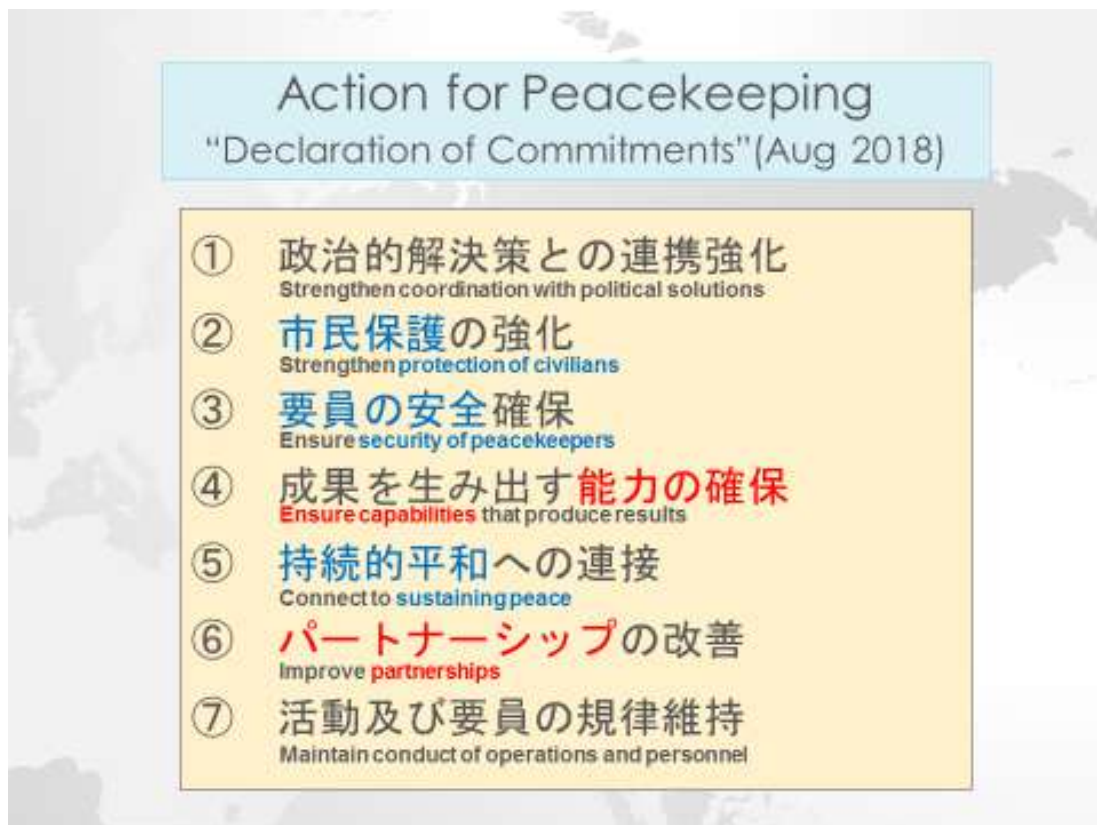 Action for Peacekeeping
“Declaration of Commitments”(Aug 2018)
① 政治的解決策との連携強化
Strengthen coordination with political solutions
② 市民保護の強化
Strengthen protection of civilians
③ 要員の安全確保
Ensure security of peacekeepers
④ 成果を生み出す能力の確保
Ensure capabilities that produce results
⑤ 持続的平和への連接
Connect to sustaining peace
⑥ パートナーシップの改善
Improve partnerships
⑦ 活動及び要員の規律維持
Maintain conduct of operations and personnel